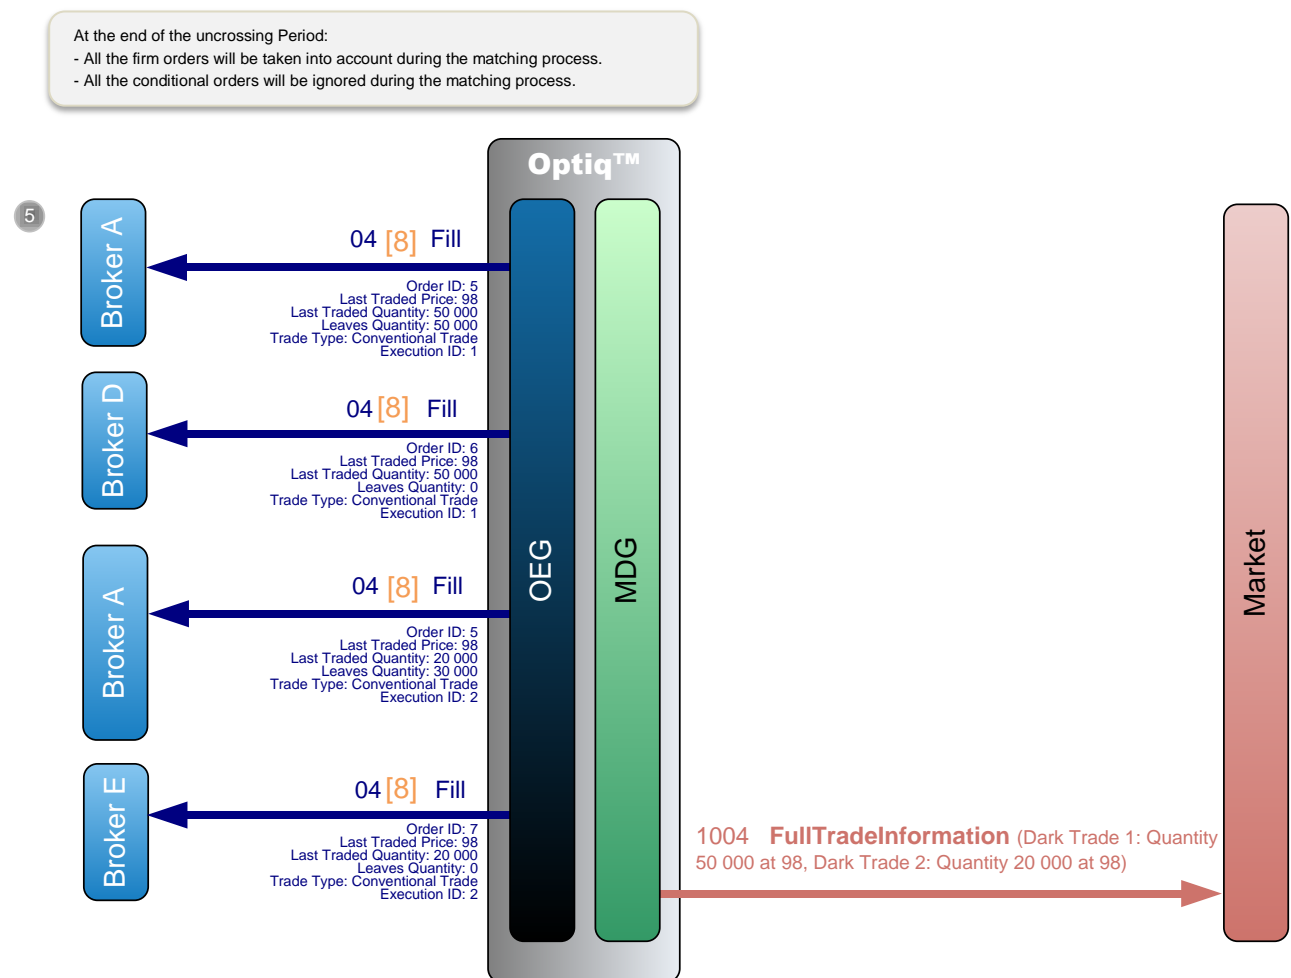 At the end of the uncrossing Period:
- All the firm orders will be taken into account during the matching process.
- All the conditional orders will be ignored during the matching process.
Optiq™
5
Broker A
04 [8] Fill
Order ID: 5
Last Traded Price: 98
Last Traded Quantity: 50 000
Leaves Quantity: 50 000
Trade Type: Conventional Trade
Execution ID: 1
Broker D
04 [8] Fill
Order ID: 6
Last Traded Price: 98
Last Traded Quantity: 50 000
Leaves Quantity: 0
Trade Type: Conventional Trade
Execution ID: 1
Broker A
04 [8] Fill
Order ID: 5
Last Traded Price: 98
Last Traded Quantity: 20 000
Leaves Quantity: 30 000
Trade Type: Conventional Trade
Execution ID: 2
Broker E
04 [8] Fill
Order ID: 7
Last Traded Price: 98
Last Traded Quantity: 20 000
Leaves Quantity: 0
Trade Type: Conventional Trade
Execution ID: 2
OEG
MDG
1004 FullTradeInformation (Dark Trade 1: Quantity
50 000 at 98, Dark Trade 2: Quantity 20 000 at 98)
Market